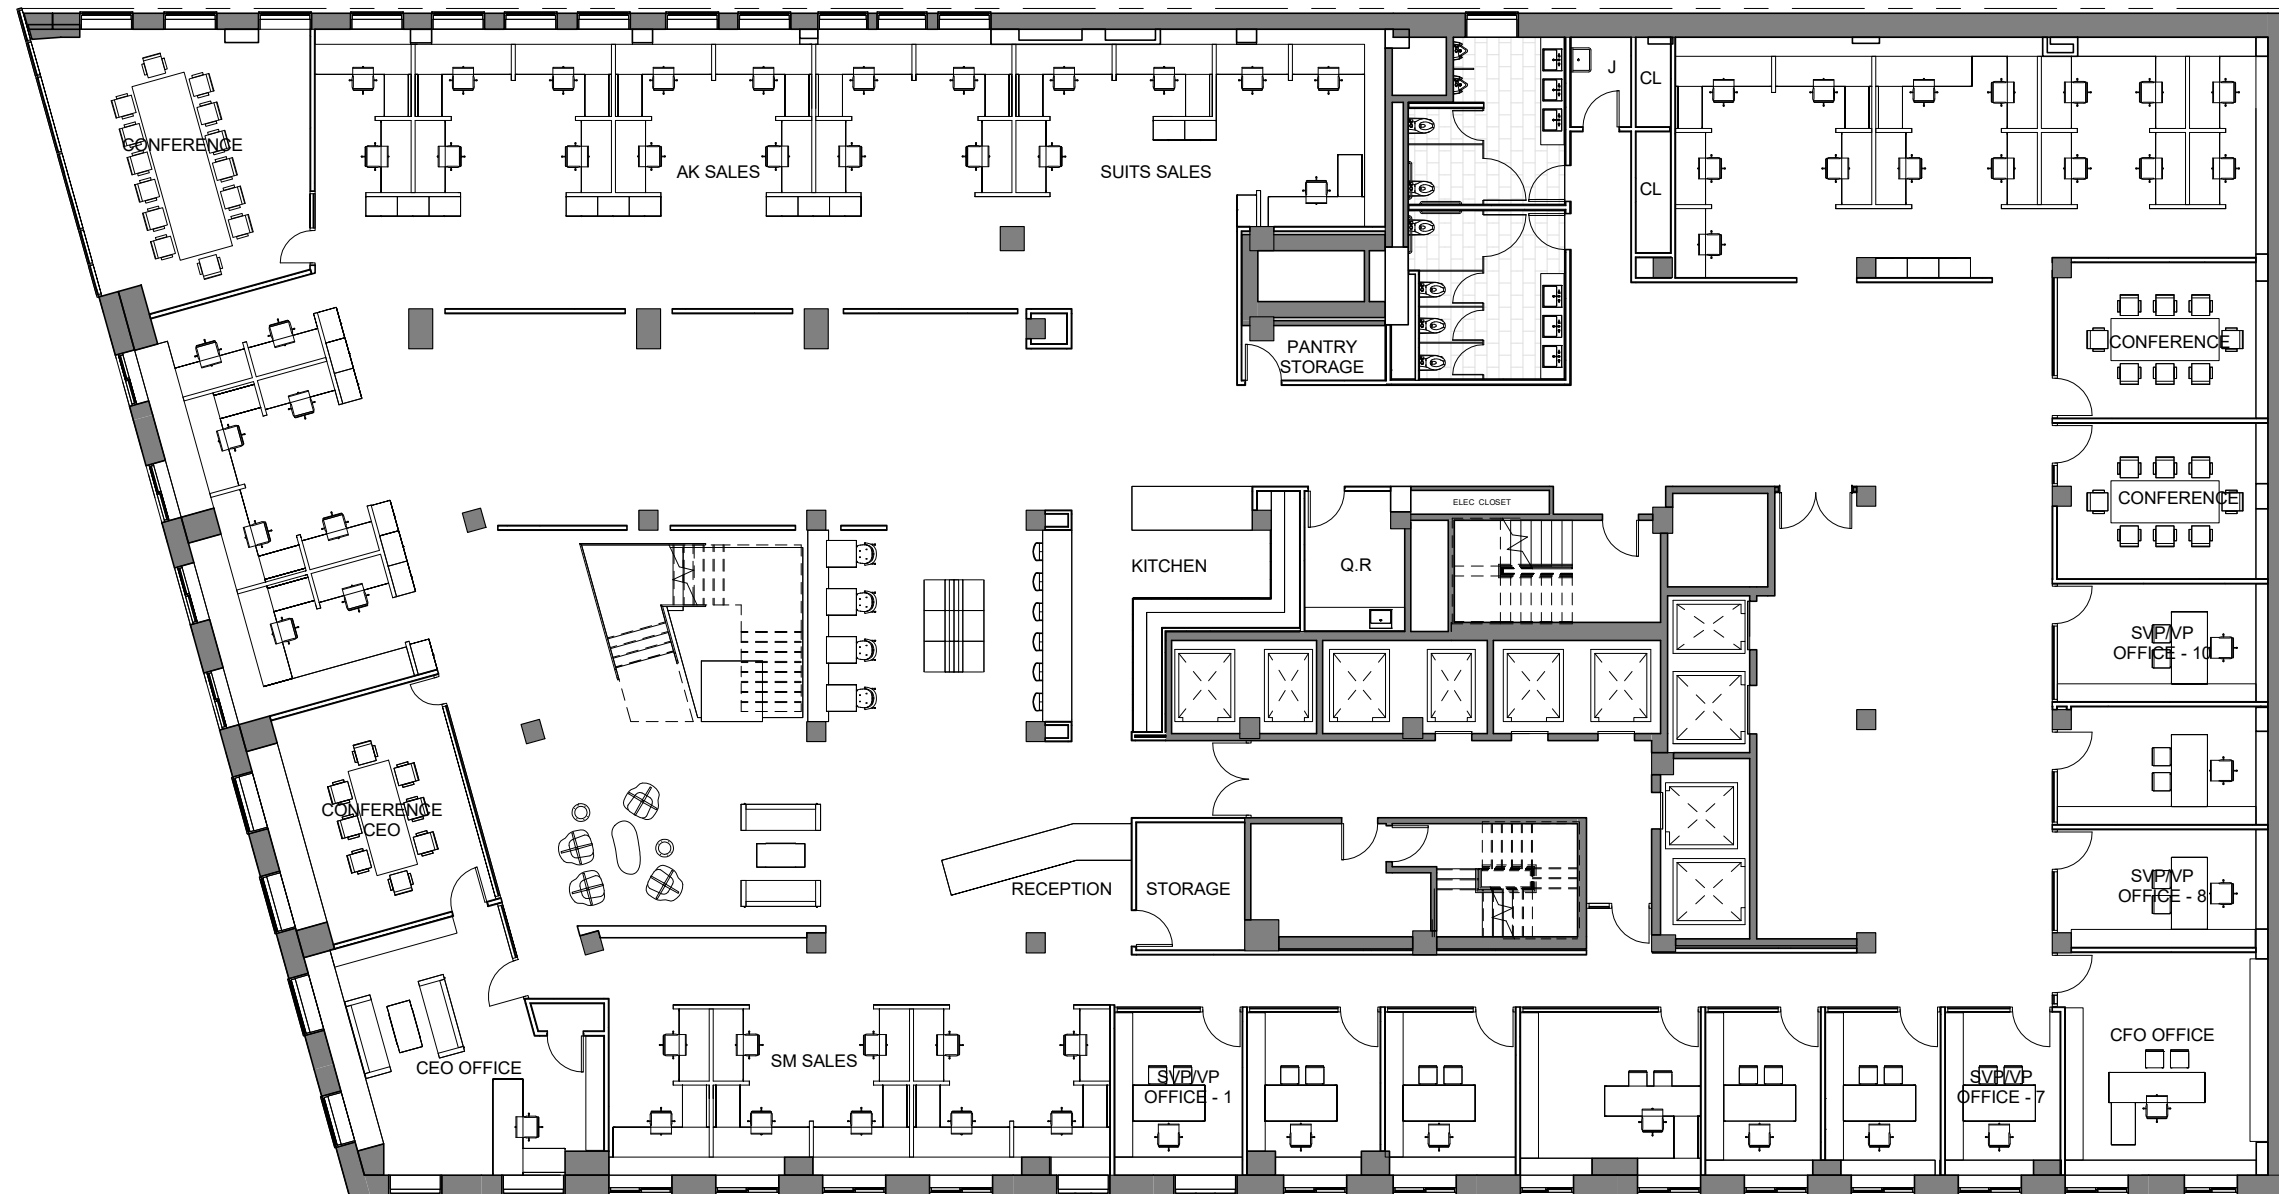 J
CL
CONFERENCE
AK SALES
SUITS SALES
CL
PANTRY
STORAGE
CONFERENCE
CONFERENCE
ELEC CLOSET
KITCHEN
Q.R
SVP/VP
OFFICE - 10
CONFERENCE
CEO
RECEPTION
STORAGE
SVP/VP
OFFICE - 8
CEO OFFICE
SM SALES
SVP/VP
OFFICE - 1
SVP/VP
OFFICE - 7
CFO OFFICE